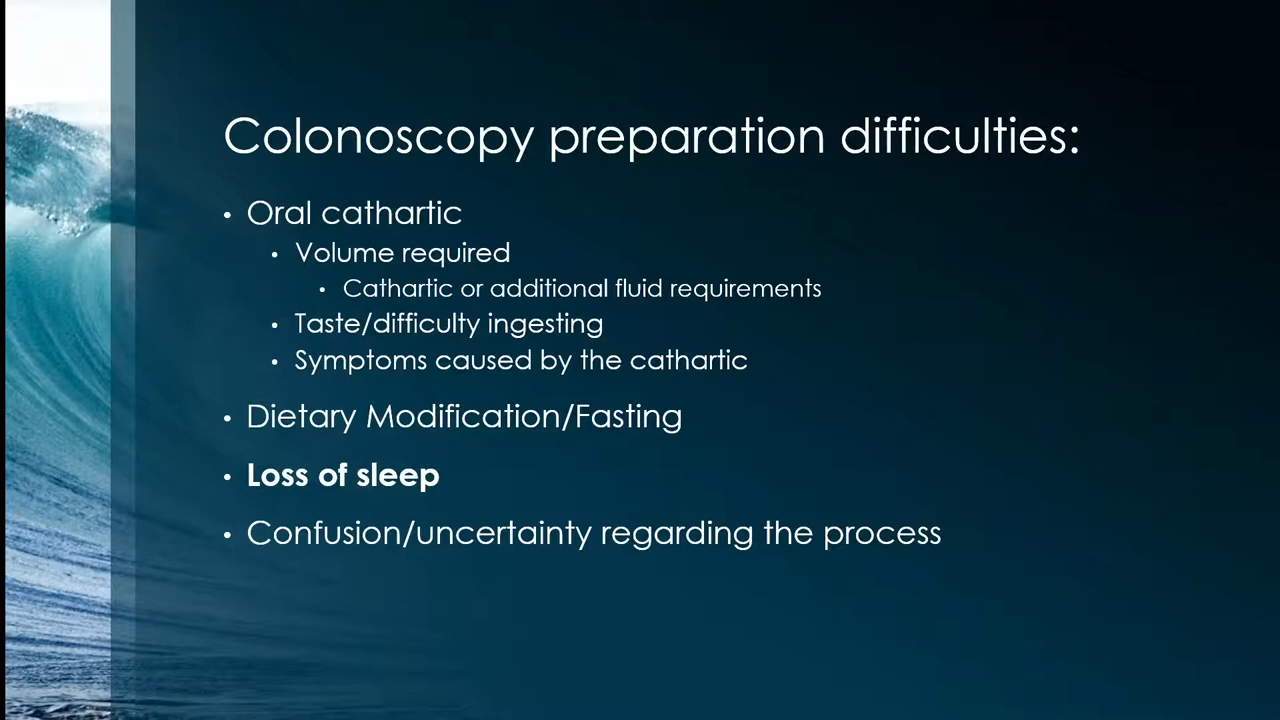 Colonoscopy preparation difficulties:
• Oral cathartic
• Volume required
• Cathartic or additional fluid requirements
• Taste/difficulty ingesting
• Symptoms caused by the cathartic
• Dietary Modification/Fasting
• Loss of sleep
• Confusion/uncertainty regarding the process